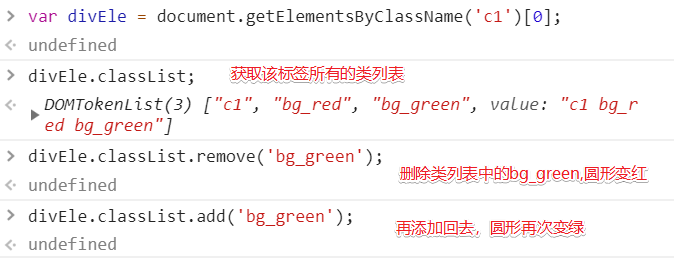 > var divEle = document.getElementsByClassName('c1')[0];
<· undefined
> divEle.classList; 获取该标签所有的类列表
<· ▶ DOMTokenList(3) ["c1", "bg_red", "bg_green", value: "c1 bg_r
ed bg_green"]
> divEle.classList.remove('bg_green');
删除类列表中的bg_green,圆形变红
<· undefined
> divEle.classList.add('bg_green');
再添加回去，圆形再次变绿
<· undefined